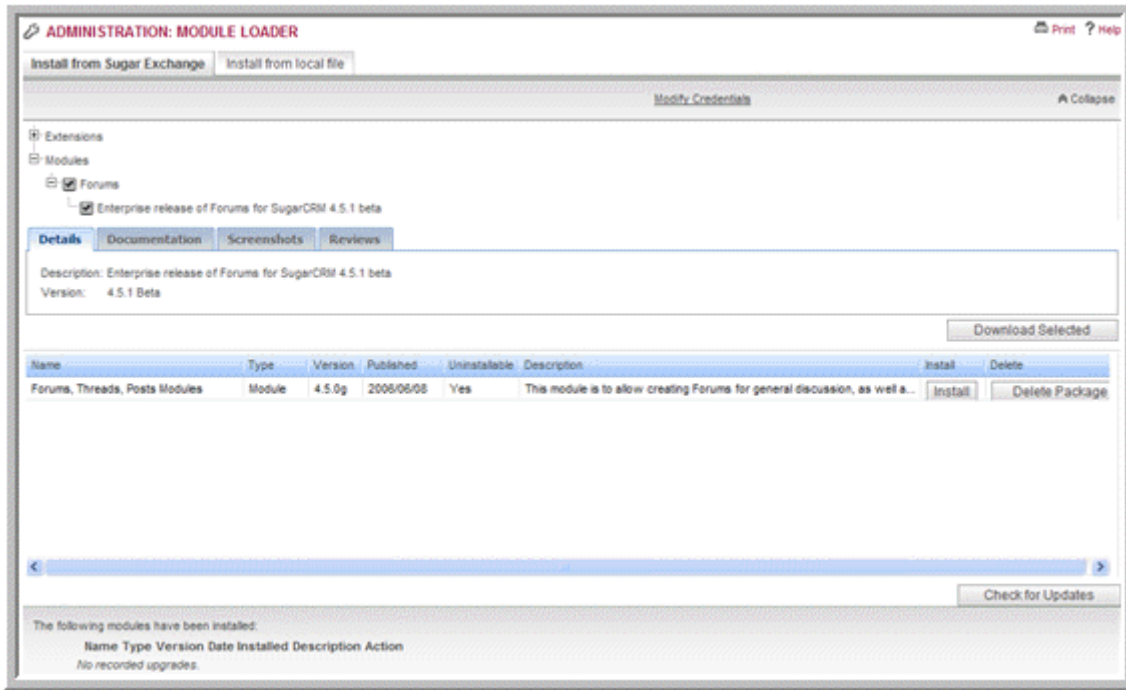 ADMINISTRATION: MODULE LOADER Print ? Help
Install from Sugar Exchange Install from local file
Modify Credentials Collapse
Extensions
Modules
Forums
Enterprise release of Forums for SugarCRM 4.5.1 beta
Details Documentation Screenshots Reviews
Description: Enterprise release of Forums for SugarCRM 4.5.1 beta
Version: 4.5.1 Beta
Download Selected
Name Type Version Published Uninstallable Description Install Delete
Forums, Threads, Posts Modules Module 4.5.0g 2006/06/08 Yes This module is to allow creating Forums for general discussion, as well a... Install Delete Package
Check for Updates
The following modules have been installed:
Name Type Version Date Installed Description Action
No recorded upgrades.